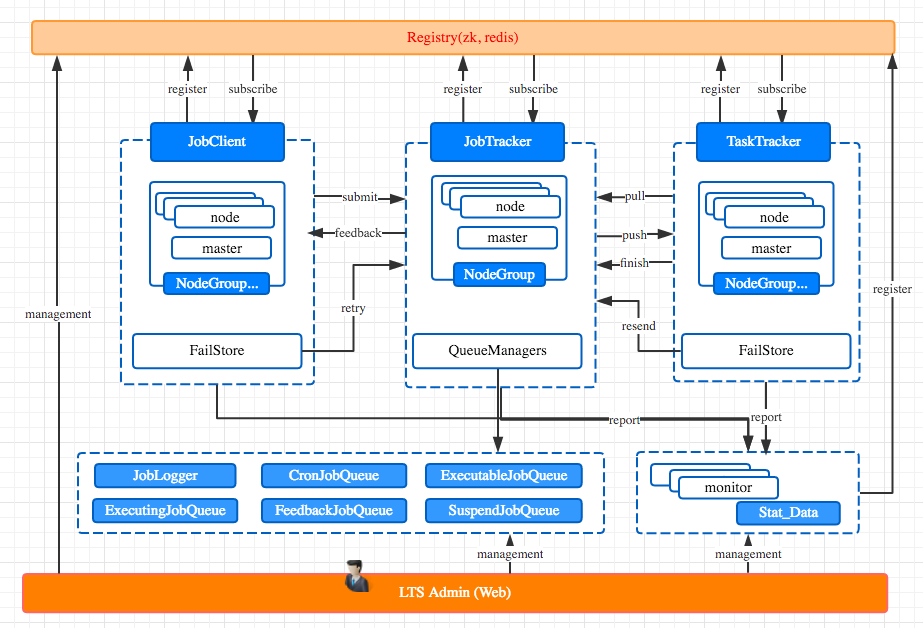 Registry(zk, redis)
register
subscribe
register
subscribe
register
subscribe
JobClient
JobTracker
TaskTracker
node
master
NodeGroup...
FailStore
submit
feedback
retry
node
master
NodeGroup
QueueManagers
pull
push
finish
resend
node
master
NodeGroup...
FailStore
management
register
report
report
JobLogger
CronJobQueue
ExecutableJobQueue
ExecutingJobQueue
FeedbackJobQueue
SuspendJobQueue
monitor
Stat_Data
management
management
LTS Admin (Web)